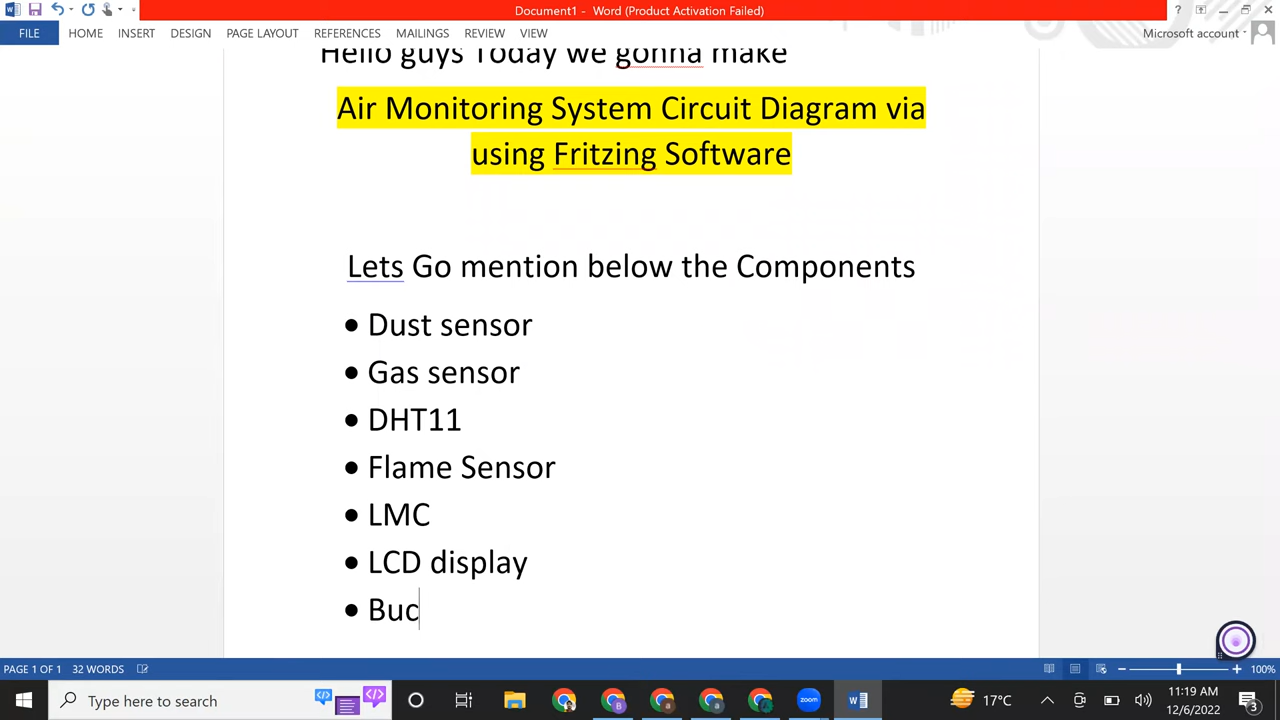 Document1 - Word (Product Activation Failed)
?
FILE HOME INSERT DESIGN PAGE LAYOUT REFERENCES MAILINGS REVIEW VIEW Microsoft account
Hello guys Today we gonna make
Air Monitoring System Circuit Diagram via
using Fritzing Software
Lets Go mention below the Components
• Dust sensor
• Gas sensor
• DHT11
• Flame Sensor
• LMC
• LCD display
• Buc
PAGE 1 OF 1 32 WORDS 100%
Type here to search zoom 17°C 11:19 AM
12/6/2022 3